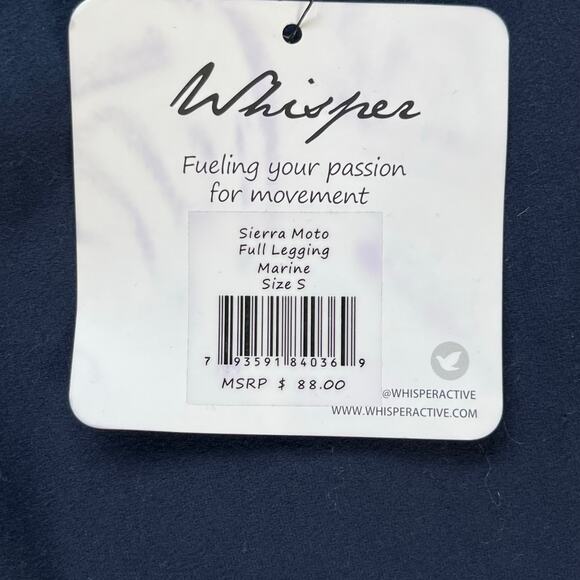 Whisper
Fueling your passion
for movement
Sierra Moto
Full Legging
Marine
Size S
7 93591 84036 9
MSRP $ 88.00
@WHISPERACTIVE
WWW.WHISPERACTIVE.COM